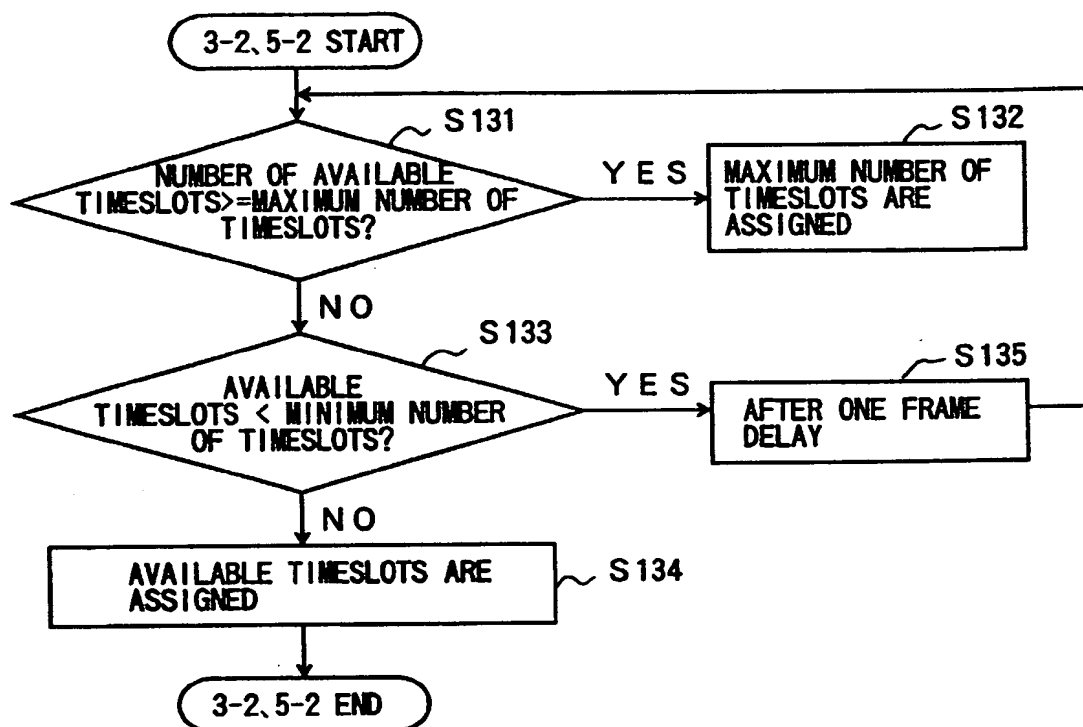 3-2、5-2 START
S131
NUMBER OF AVAILABLE
TIMESLOTS>=MAXIMUM NUMBER OF
TIMESLOTS?
YES
S132
MAXIMUM NUMBER OF
TIMESLOTS ARE
ASSIGNED
NO
S133
AVAILABLE
TIMESLOTS < MINIMUM NUMBER
OF TIMESLOTS?
YES
S135
AFTER ONE FRAME
DELAY
NO
AVAILABLE TIMESLOTS ARE
ASSIGNED
S134
3-2、5-2 END